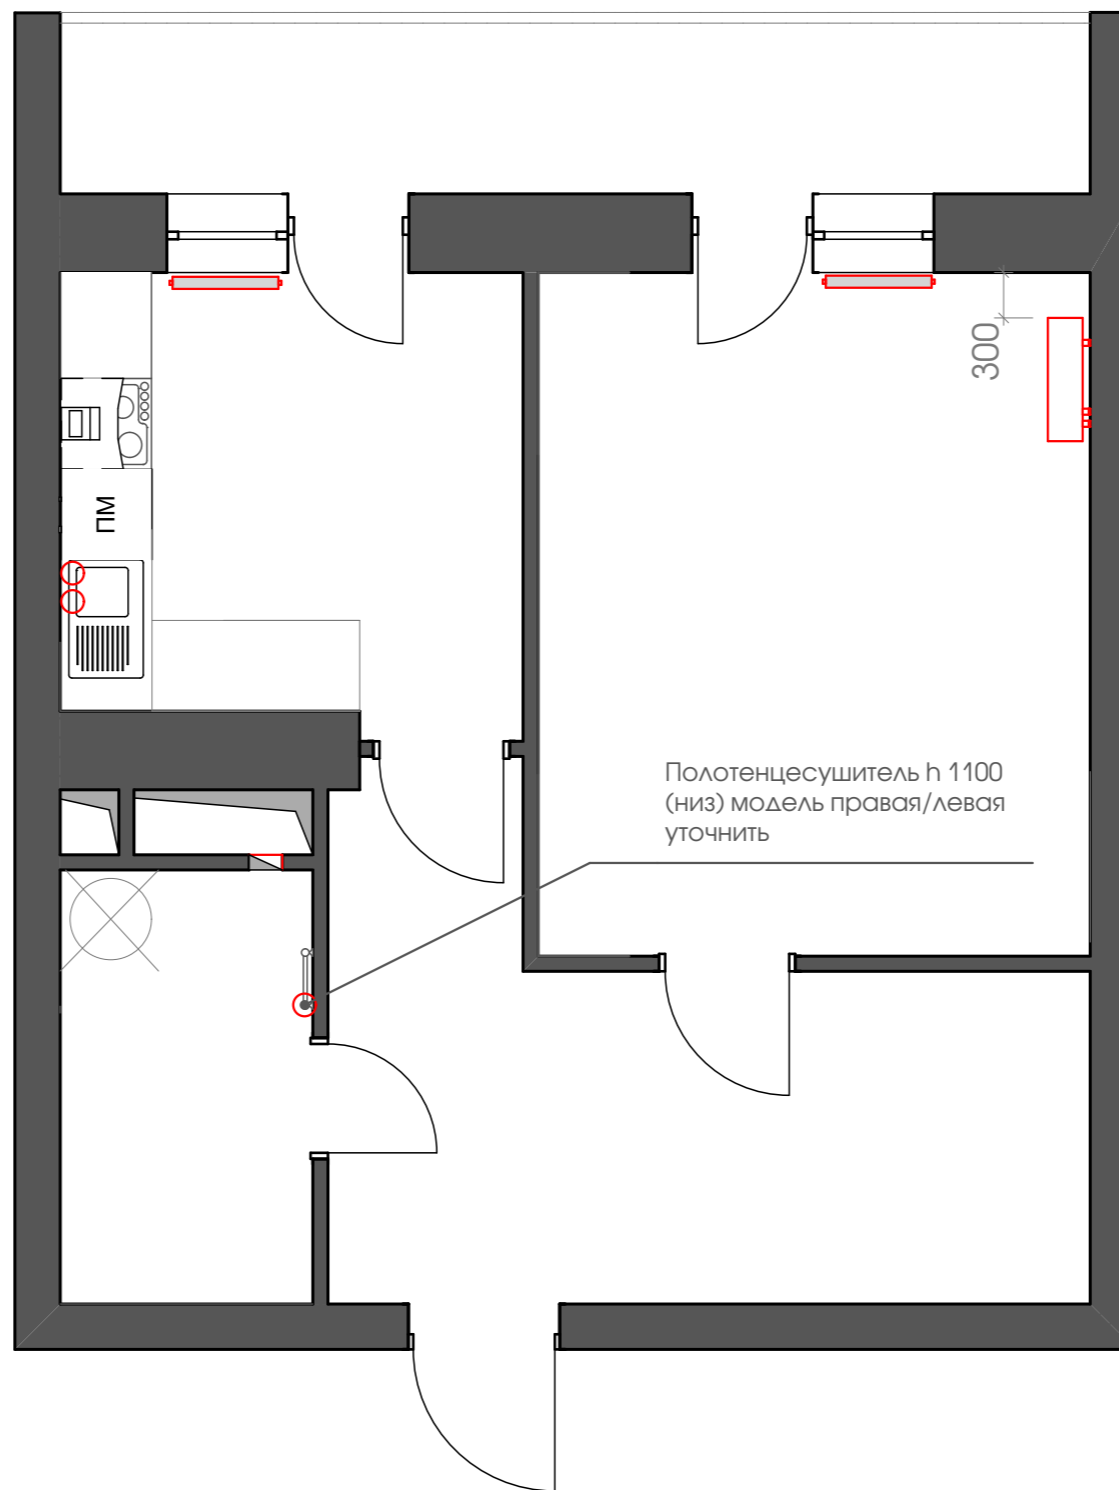 300
ПМ
Полотенцесушитель h 1100
(низ) модель правая/левая
уточнить